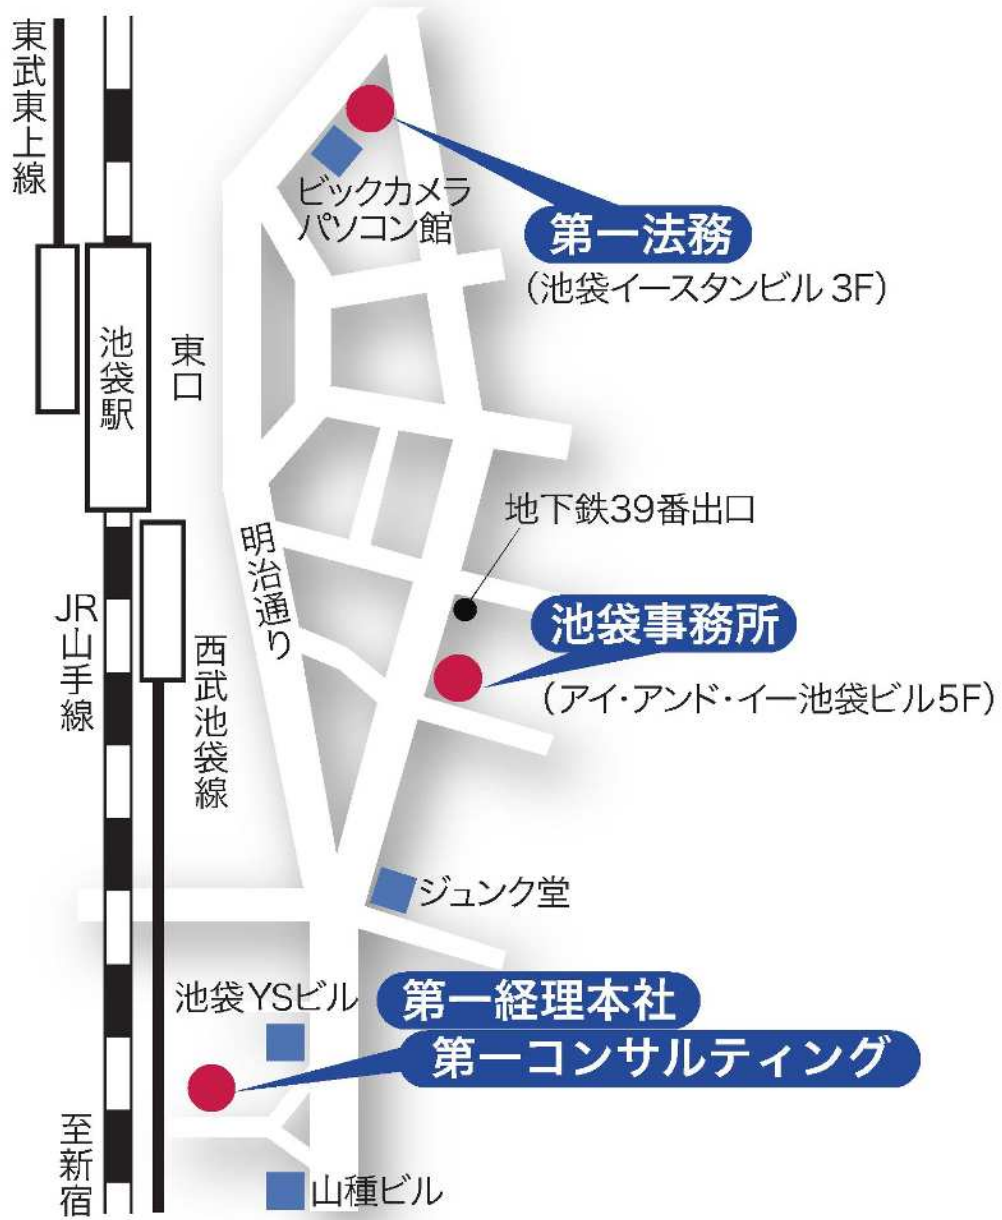 東武東上線
ビックカメラ
パソコン館
第一法務
(池袋イースタンビル 3F)
池袋駅
東口
地下鉄39番出口
明治通り
JR山手線
池袋事務所
西武池袋線
(アイ・アンド・イー池袋ビル5F)
ジュンク堂
池袋YSビル
第一経理本社
第一コンサルティング
至新宿
山種ビル